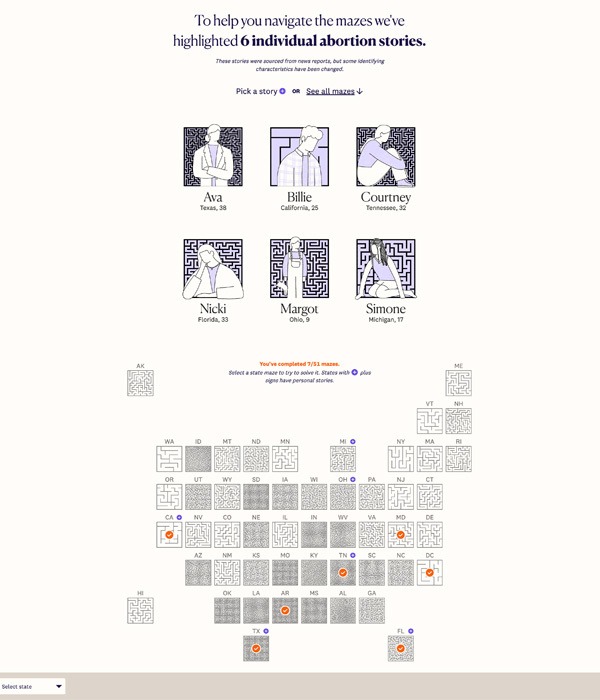 To help you navigate the mazes we've
highlighted 6 individual abortion stories.
These stories were sourced from news reports, but some identifying
characteristics have been changed.
Pick a story OR See all mazes
Ava Billie Courtney
Texas, 38 California, 25 Tennessee, 32
Nicki Margot Simone
Florida, 33 Ohio, 9 Michigan, 17
You've completed 7/51 mazes.
Select a state maze to try to solve it. States with plus
signs have personal stories.
AK ME
VT NH
WA ID MT ND MN MI NY MA RI
OR UT WY SD IA WI OH PA NJ CT
CA NV CO NE IL IN WV VA MD DE
AZ NM KS MO KY TN SC NC DC
HI OK LA AR MS AL GA
TX FL
Select state